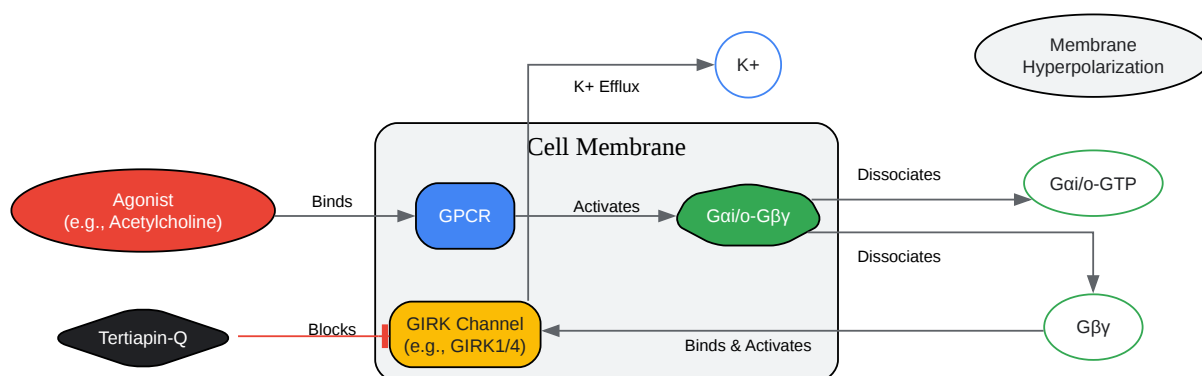 Membrane
Hyperpolarization
K+
K+ Efflux
Cell Membrane
Agonist
(e.g., Acetylcholine)
Binds
GPCR
Activates
Gαi/o-Gβγ
Dissociates
Gαi/o-GTP
Dissociates
Tertiapin-Q
Blocks
GIRK Channel
(e.g., GIRK1/4)
Binds & Activates
Gβγ